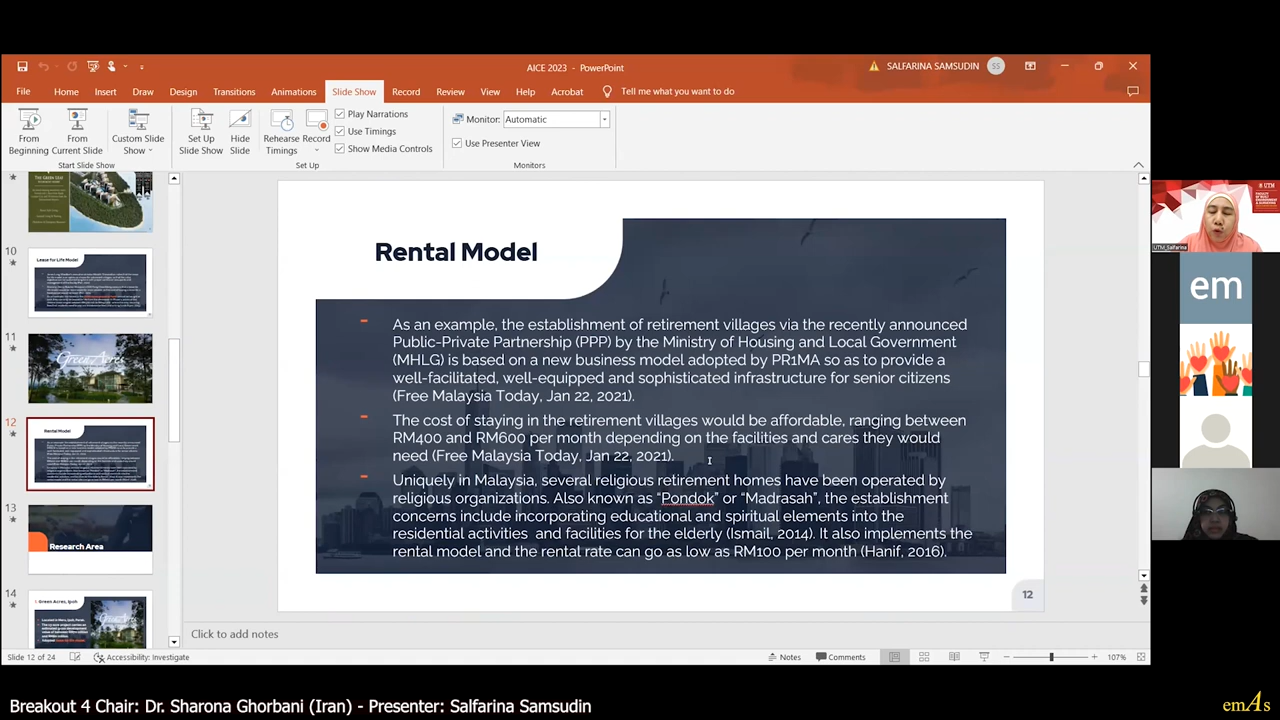 AICE 2023 - PowerPoint
SALFARINA SAMSUDIN
SS
File Home Insert Draw Design Transitions Animations Slide Show Record Review View Help Acrobat Tell me what you want to do
From Beginning
From Current Slide
Custom Slide Show
Set Up Slide Show
Hide Slide
Rehearse Timings
Record
Play Narrations
Use Timings
Show Media Controls
Monitor: Automatic
Use Presenter View
Start Slide Show
Set Up
Monitors
10
Lease for Life Model
11
Green Acres
12
Rental Model
13
Research Area
14
Green Acres, Ipoh
Rental Model
- As an example, the establishment of retirement villages via the recently announced
Public-Private Partnership (PPP) by the Ministry of Housing and Local Government
(MHLG) is based on a new business model adopted by PR1MA so as to provide a
well-facilitated, well-equipped and sophisticated infrastructure for senior citizens
(Free Malaysia Today, Jan 22, 2021).
- The cost of staying in the retirement villages would be affordable, ranging between
RM400 and RM600 per month depending on the facilities and cares they wish or
need (Free Malaysia Today, Jan 22, 2021).
- Uniquely in Malaysia, several religious retirement homes have been operated by
religious organizations. Also known as “Pondok” or “Madrasah”, the establishment
concerns include incorporating educational and spiritual elements into the
residential activities and facilities for the elderly (Ismail, 2014). It also implements the
rental model and the rental rate can go as low as RM100 per month (Hanif, 2016).
12
Click to add notes
Slide 12 of 24
Accessibility: Investigate
Notes
Comments
107%
UTM
UTM_Salfarina
em
Breakout 4 Chair: Dr. Sharona Ghorbani (Iran) - Presenter: Salfarina Samsudin
emAs